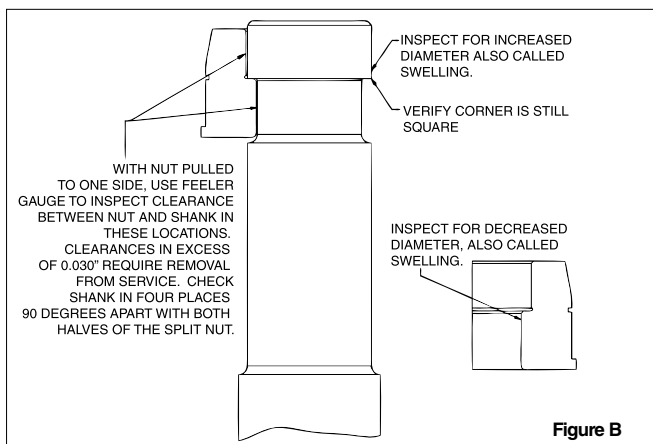 INSPECT FOR INCREASED
DIAMETER ALSO CALLED
SWELLING.
VERIFY CORNER IS STILL
SQUARE
WITH NUT PULLED
TO ONE SIDE, USE FEELER
GAUGE TO INSPECT CLEARANCE
BETWEEN NUT AND SHANK IN
THESE LOCATIONS.
CLEARANCES IN EXCESS
OF 0.030" REQUIRE REMOVAL
FROM SERVICE. CHECK
SHANK IN FOUR PLACES
90 DEGREES APART WITH BOTH
HALVES OF THE SPLIT NUT.
INSPECT FOR DECREASED
DIAMETER, ALSO CALLED
SWELLING.
Figure B